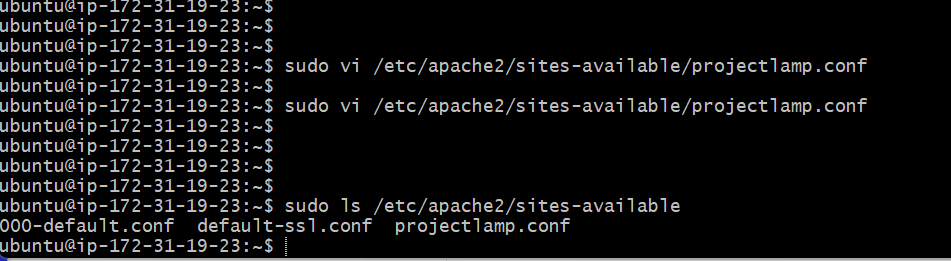 ubuntu@ip-172-31-19-23:~$
ubuntu@ip-172-31-19-23:~$
ubuntu@ip-172-31-19-23:~$
ubuntu@ip-172-31-19-23:~$ sudo vi /etc/apache2/sites-available/projectlamp.conf
ubuntu@ip-172-31-19-23:~$
ubuntu@ip-172-31-19-23:~$ sudo vi /etc/apache2/sites-available/projectlamp.conf
ubuntu@ip-172-31-19-23:~$
ubuntu@ip-172-31-19-23:~$
ubuntu@ip-172-31-19-23:~$
ubuntu@ip-172-31-19-23:~$
ubuntu@ip-172-31-19-23:~$ sudo ls /etc/apache2/sites-available
000-default.conf  default-ssl.conf  projectlamp.conf
ubuntu@ip-172-31-19-23:~$